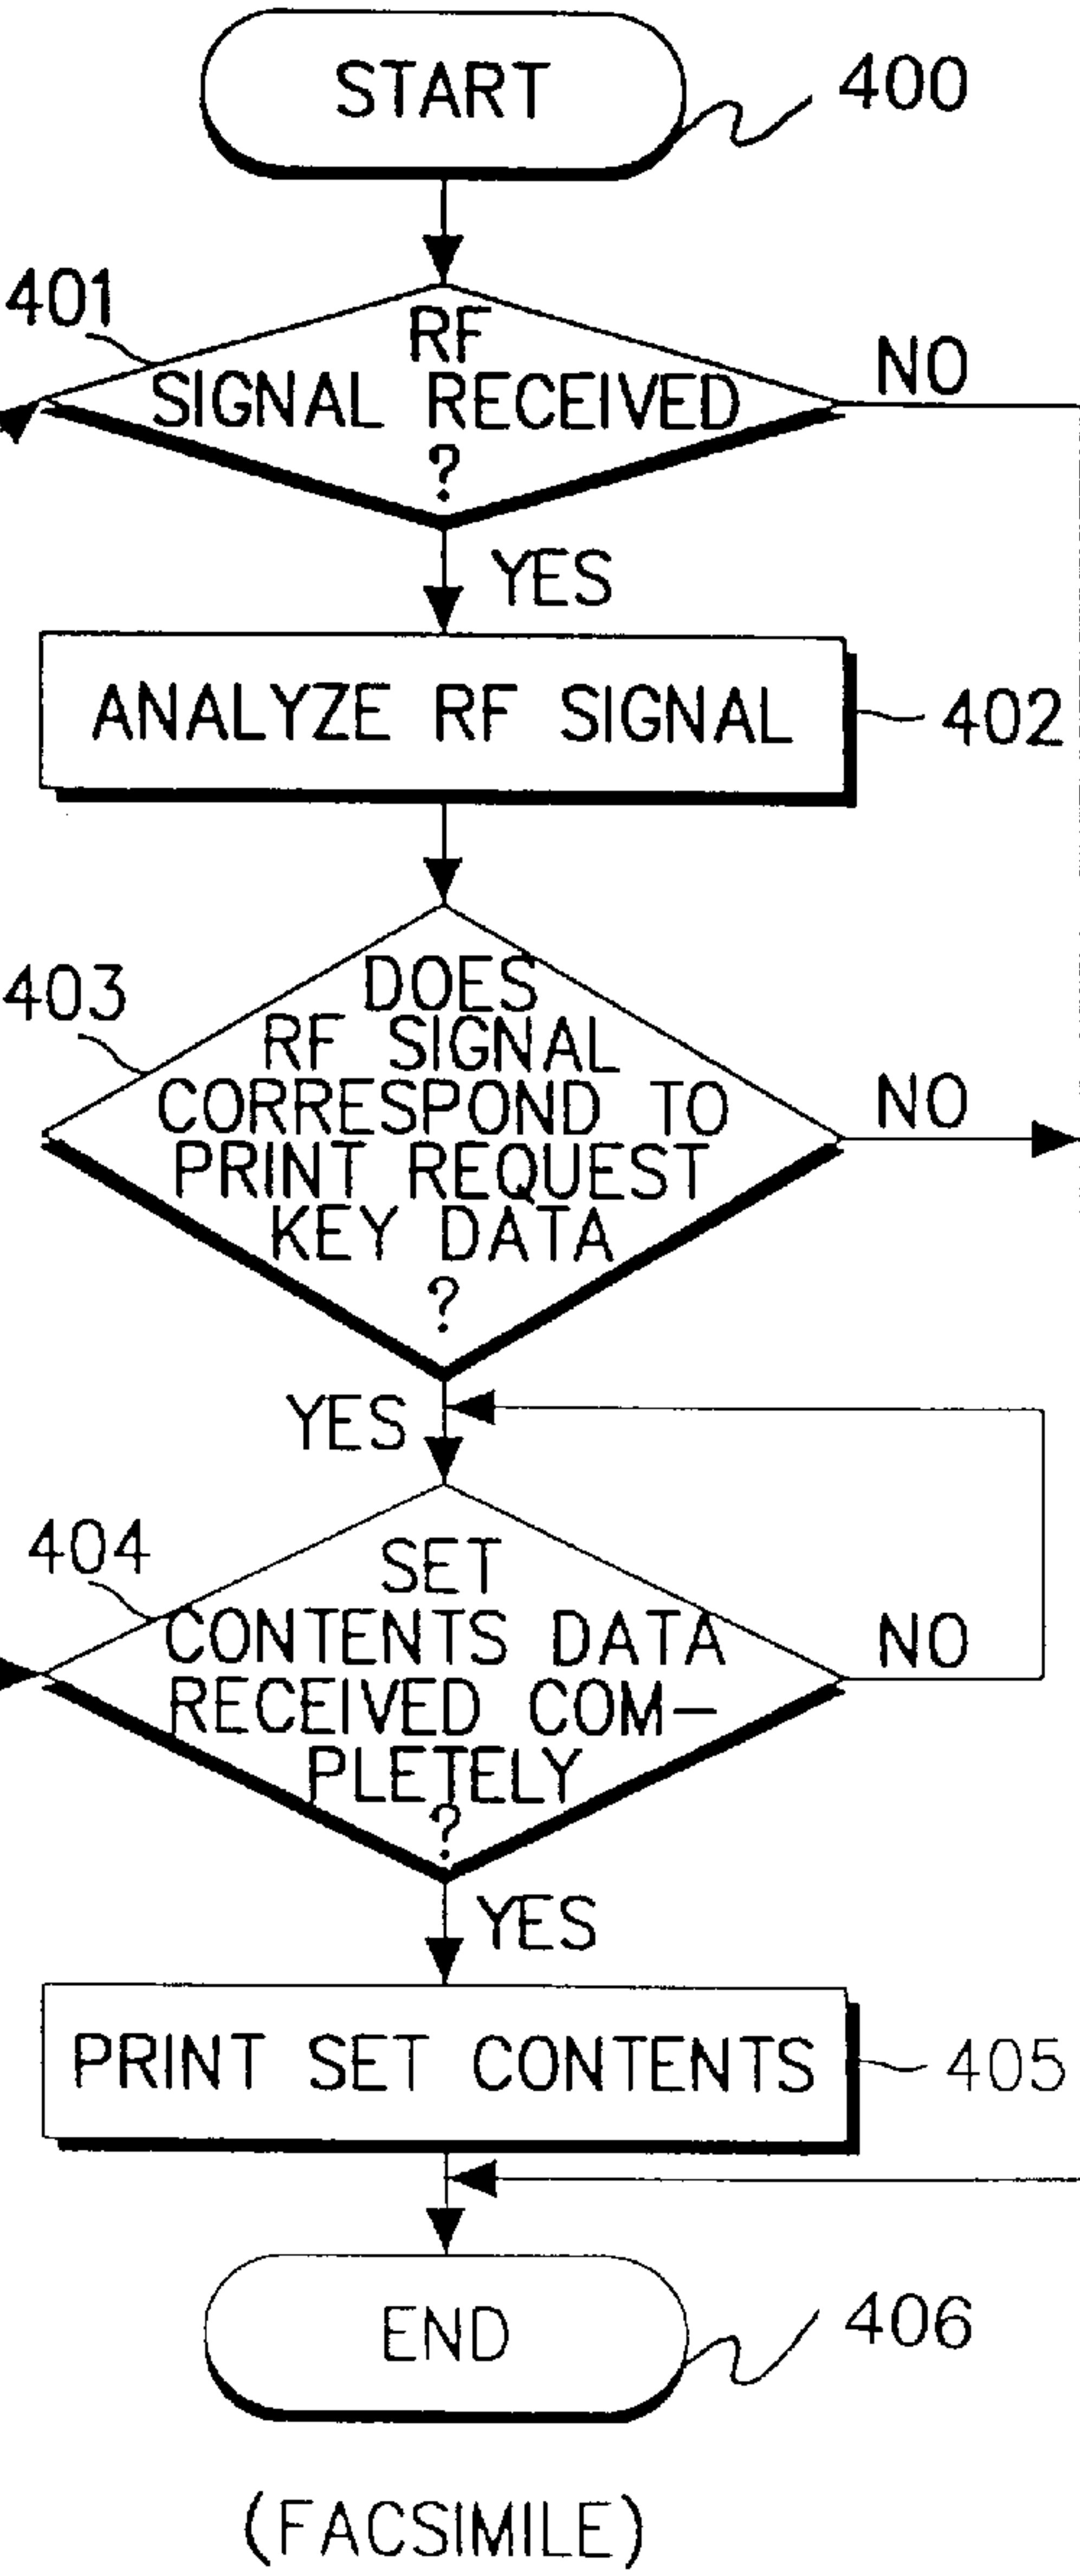 START
400
401
RF
SIGNAL RECEIVED
?
NO
YES
ANALYZE RF SIGNAL
402
403
DOES
RF SIGNAL
CORRESPOND TO
PRINT REQUEST
KEY DATA
?
NO
YES
404
SET
CONTENTS DATA
RECEIVED COM-
PLETELY
?
NO
YES
PRINT SET CONTENTS
405
END
406
(FACSIMILE)